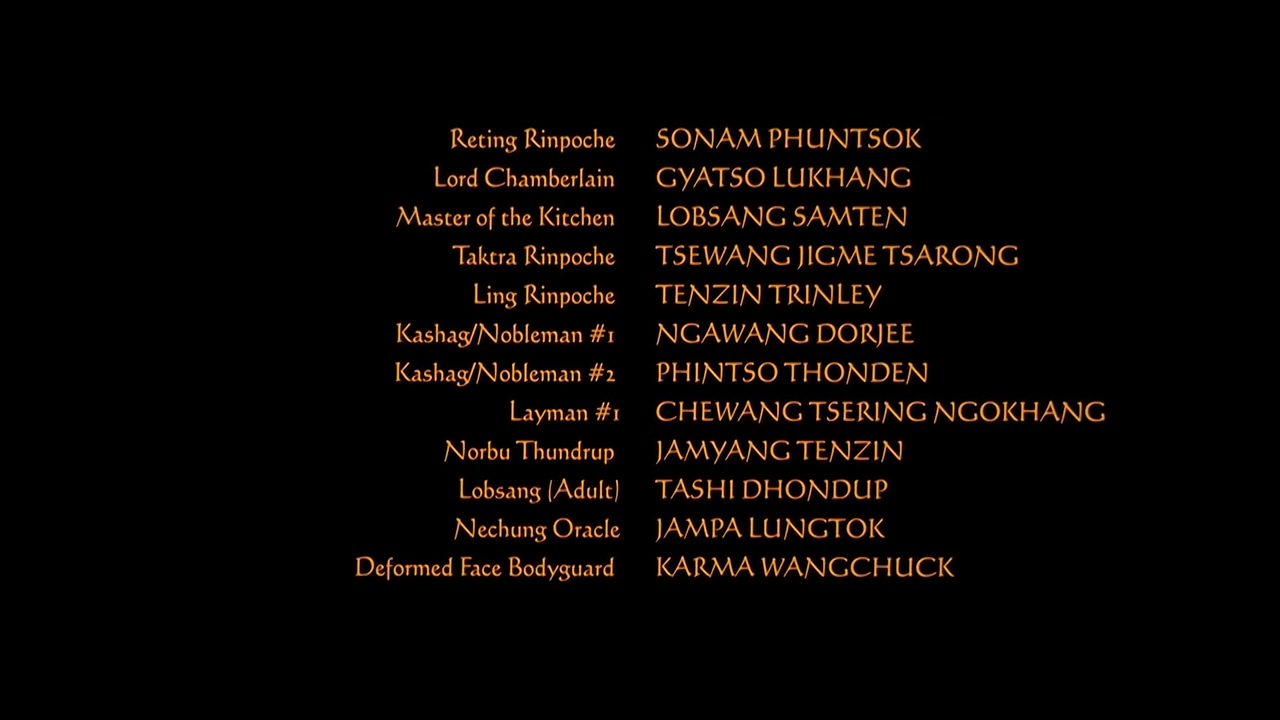 Reting Rinpoche SONAM PHUNTSOK
Lord Chamberlain GYATSO LUKHANG
Master of the Kitchen LOBSANG SAMTEN
Taktra Rinpoche TSEWANG JIGME TSARONG
Ling Rinpoche TENZIN TRINLEY
Kashag/Nobleman #1 NGAWANG DORJEE
Kashag/Nobleman #2 PHINTSO THONDEN
Layman #1 CHEWANG TSERING NGOKHANG
Norbu Thundrup JAMYANG TENZIN
Lobsang (Adult) TASHI DHONDUP
Nechung Oracle JAMPA LUNGTOK
Deformed Face Bodyguard KARMA WANGCHUCK